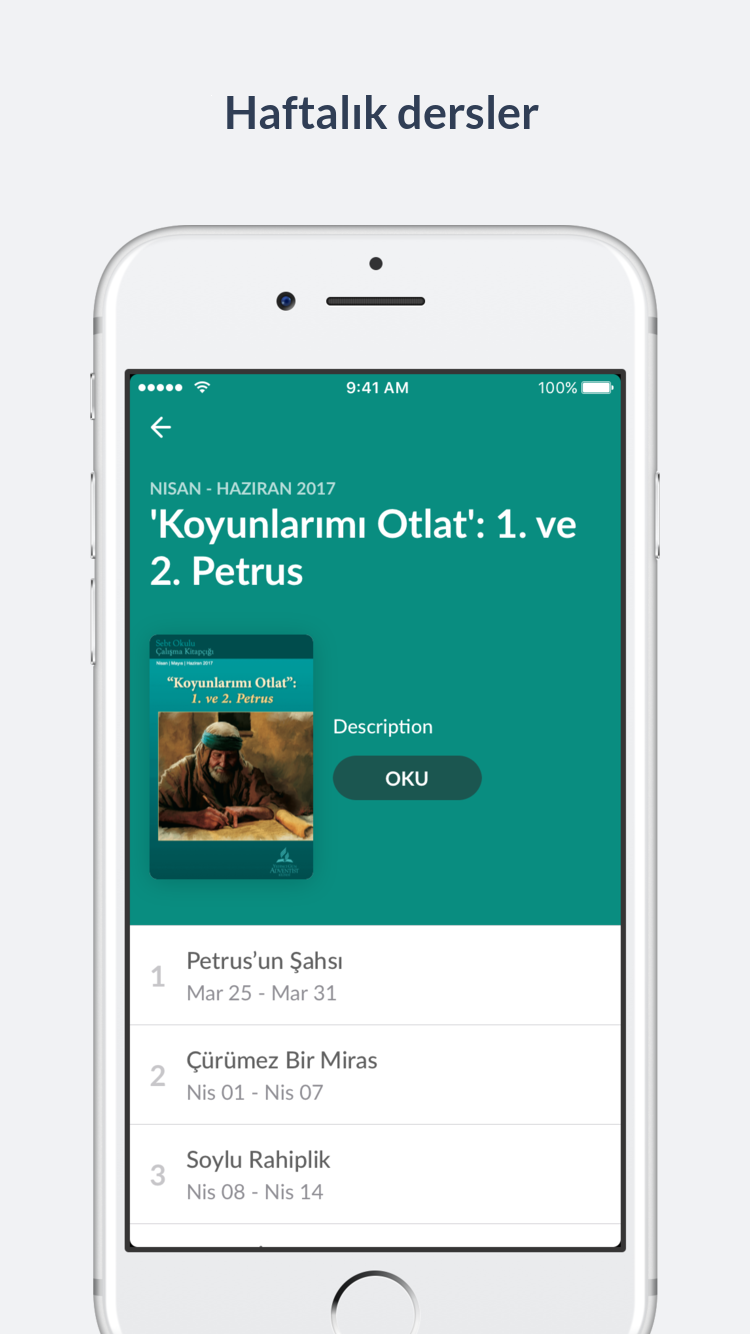 Haftalık dersler
9:41 AM
100%
NISAN - HAZIRAN 2017
'Koyunlarımı Otlat': 1. ve
2. Petrus
Sebt Okulu
Çalışma Kitapçığı
Nisan | Mayıs | Haziran 2017
“Koyunlarımı Otlat”:
1. ve 2. Petrus
Description
OKU
1
Petrus’un Şahsı
Mar 25 - Mar 31
2
Çürümez Bir Miras
Nis 01 - Nis 07
3
Soylu Rahiplik
Nis 08 - Nis 14